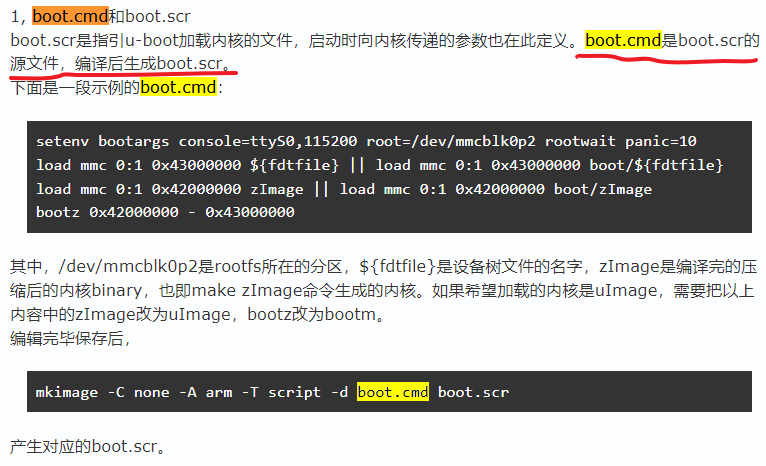 1, boot.cmd和boot.scr
boot.scr是指引u-boot加载内核的文件，启动时向内核传递的参数也在此定义。boot.cmd是boot.scr的
源文件，编译后生成boot.scr。
下面是一段示例的boot.cmd：
setenv bootargs console=ttyS0,115200 root=/dev/mmcblk0p2 rootwait panic=10
load mmc 0:1 0x43000000 ${fdtfile} || load mmc 0:1 0x43000000 boot/${fdtfile}
load mmc 0:1 0x42000000 zImage || load mmc 0:1 0x42000000 boot/zImage
bootz 0x42000000 - 0x43000000
其中，/dev/mmcblk0p2是rootfs所在的分区，${fdtfile}是设备树文件的名字，zImage是编译完的压
缩后的内核binary，也即make zImage命令生成的内核。如果希望加载的内核是uImage，需要把以上
内容中的zImage改为uImage，bootz改为bootm。
编辑完毕保存后，
mkimage -C none -A arm -T script -d boot.cmd boot.scr
产生对应的boot.scr。